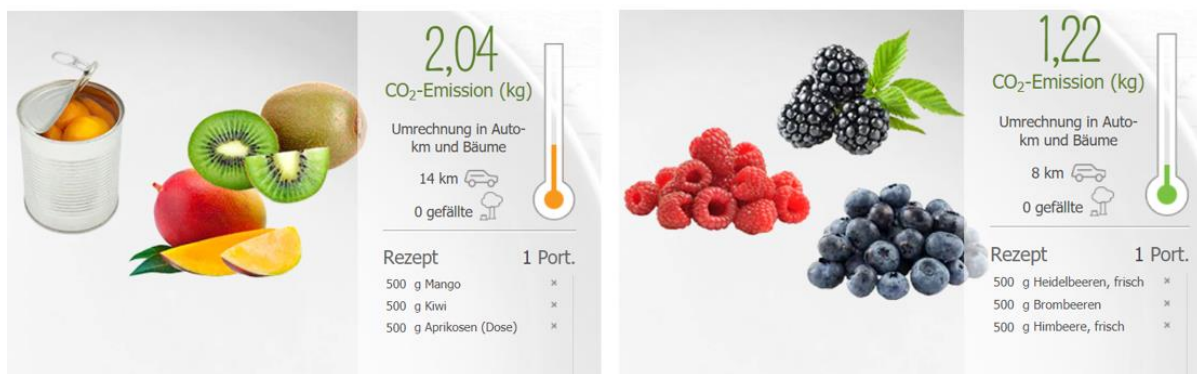 2,04
CO₂-Emission (kg)
Umrechnung in Auto-
km und Bäume
14 km
0 gefällte
Rezept 1 Port.
500 g Mango ×
500 g Kiwi ×
500 g Aprikosen (Dose) ×
1,22
CO₂-Emission (kg)
Umrechnung in Auto-
km und Bäume
8 km
0 gefällte
Rezept 1 Port.
500 g Heidelbeeren, frisch ×
500 g Brombeeren ×
500 g Himbeere, frisch ×